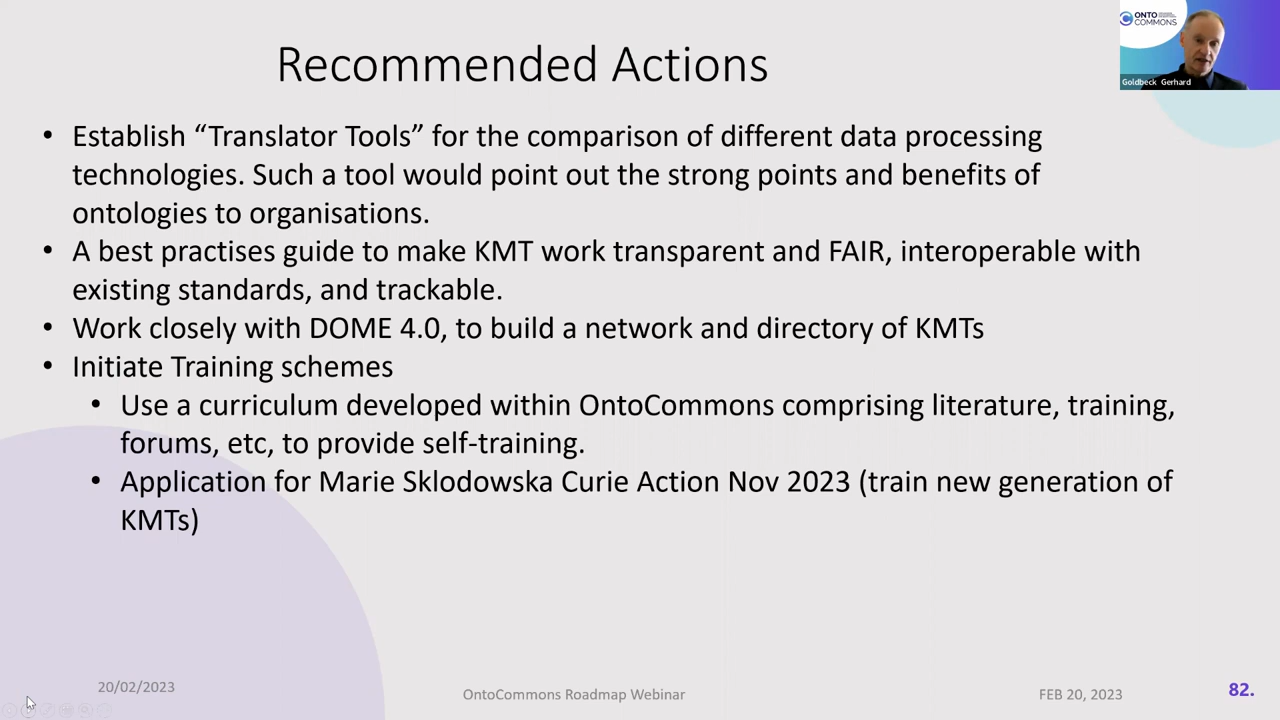 Recommended Actions
ONTO
COMMONS
Goldbeck Gerhard
• Establish “Translator Tools” for the comparison of different data processing
technologies. Such a tool would point out the strong points and benefits of
ontologies to organisations.
• A best practises guide to make KMT work transparent and FAIR, interoperable with
existing standards, and trackable.
• Work closely with DOME 4.0, to build a network and directory of KMTs
• Initiate Training schemes
• Use a curriculum developed within OntoCommons comprising literature, training,
forums, etc, to provide self-training.
• Application for Marie Sklodowska Curie Action Nov 2023 (train new generation of
KMTs)
20/02/2023
OntoCommons Roadmap Webinar
FEB 20, 2023
82.